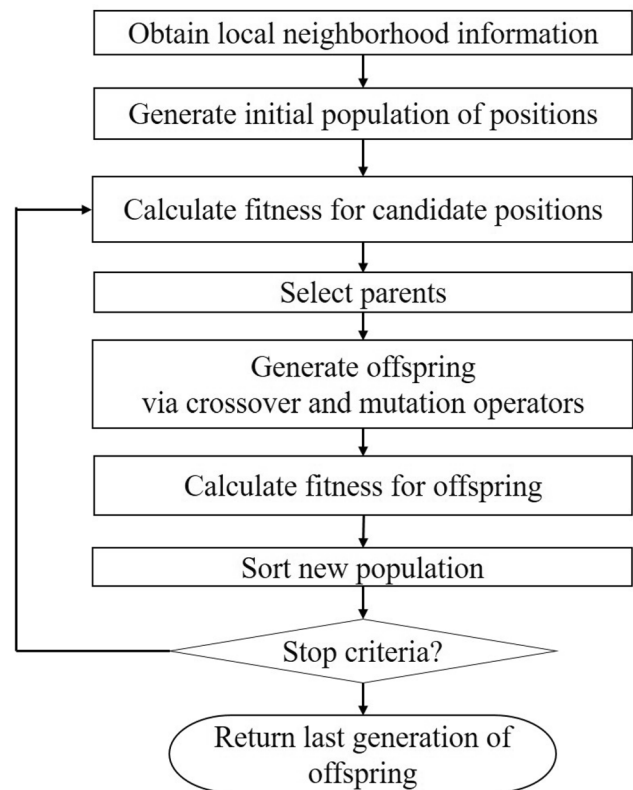 Obtain local neighborhood information
Generate initial population of positions
Calculate fitness for candidate positions
Select parents
Generate offspring
via crossover and mutation operators
Calculate fitness for offspring
Sort new population
Stop criteria?
Return last generation of
offspring